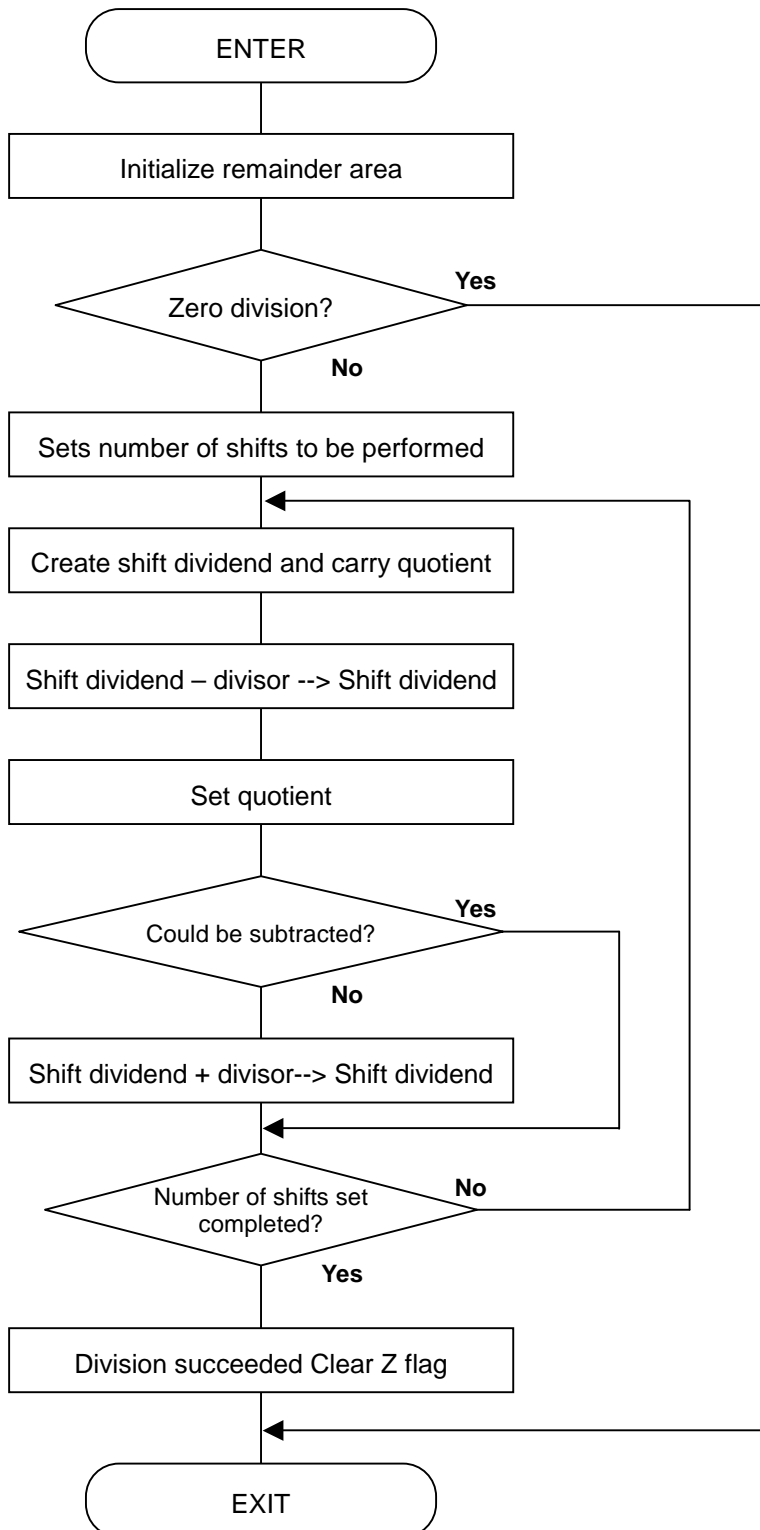 ENTER
Initialize remainder area
Zero division?
Yes
No
Sets number of shifts to be performed
Create shift dividend and carry quotient
Shift dividend – divisor --> Shift dividend
Set quotient
Could be subtracted?
Yes
No
Shift dividend + divisor--> Shift dividend
Number of shifts set
completed?
No
Yes
Division succeeded Clear Z flag
EXIT